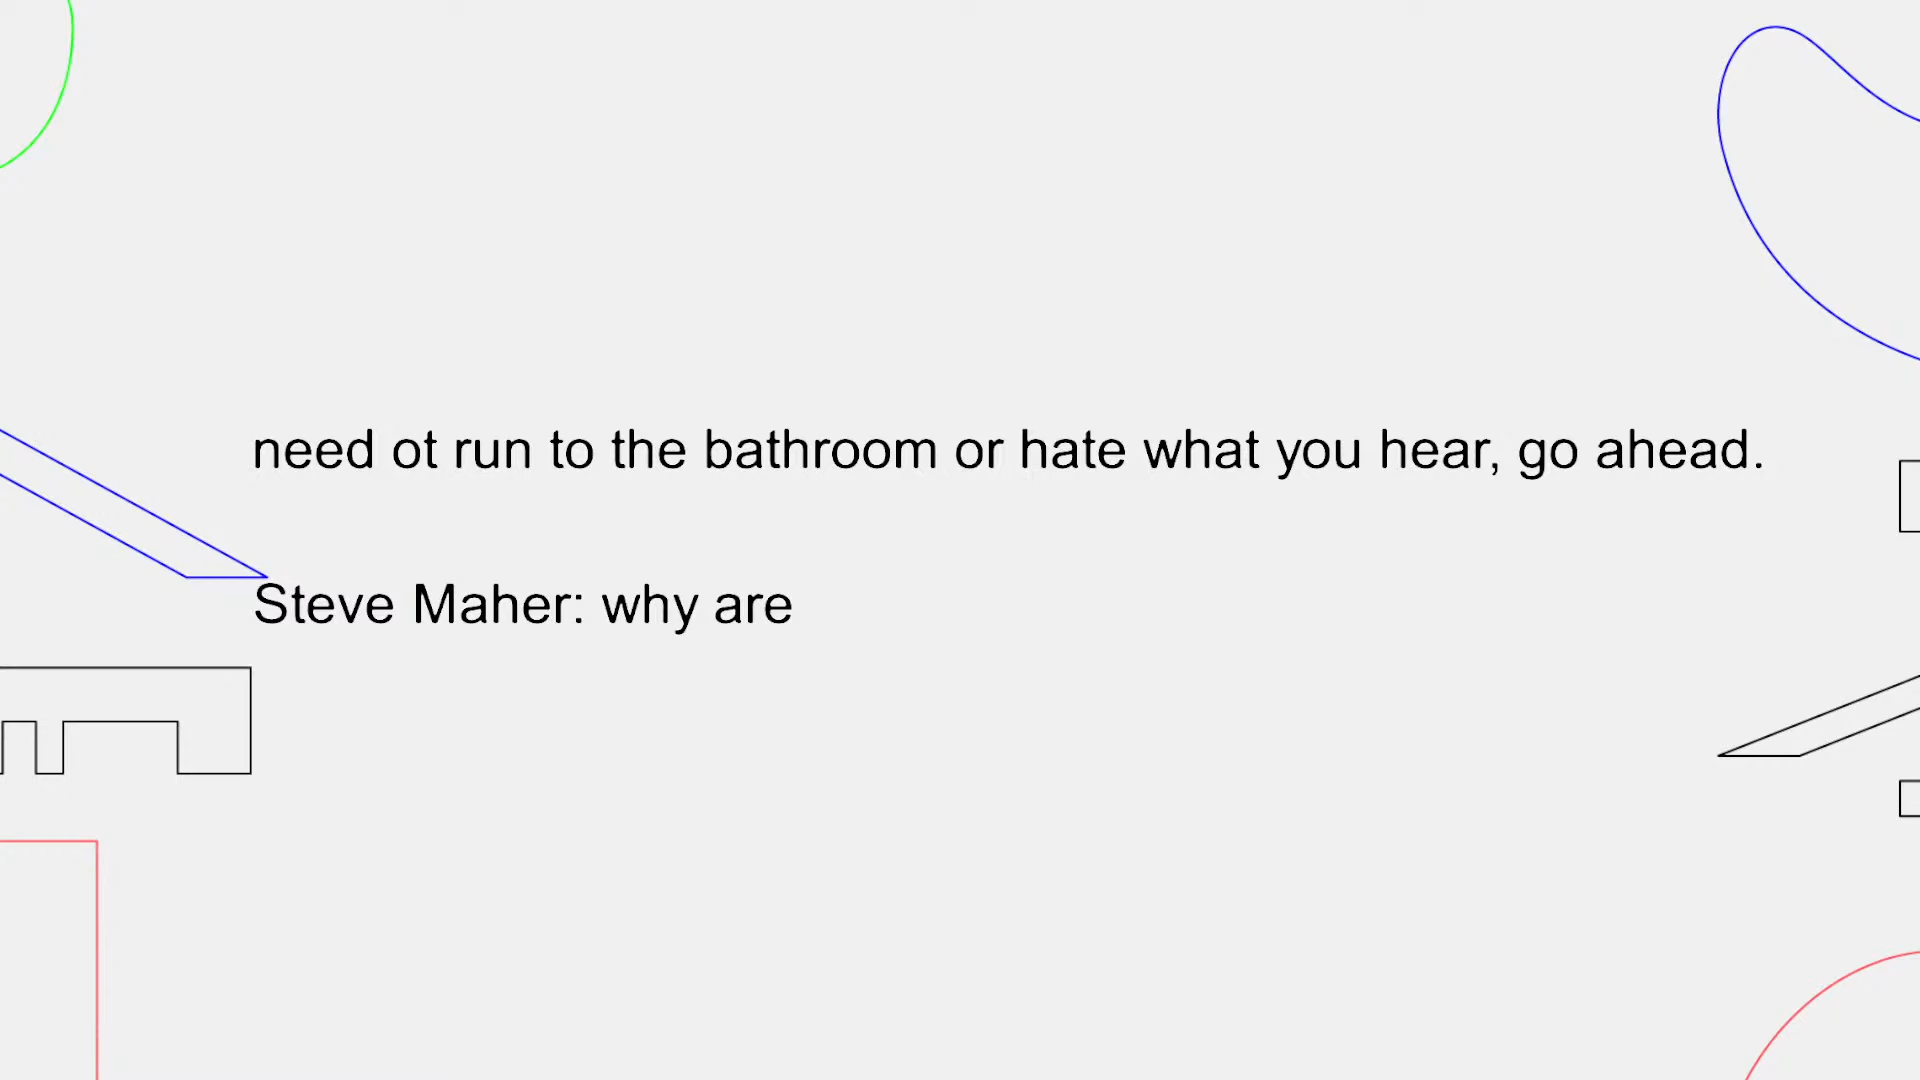 need ot run to the bathroom or hate what you hear, go ahead.
Steve Maher: why are